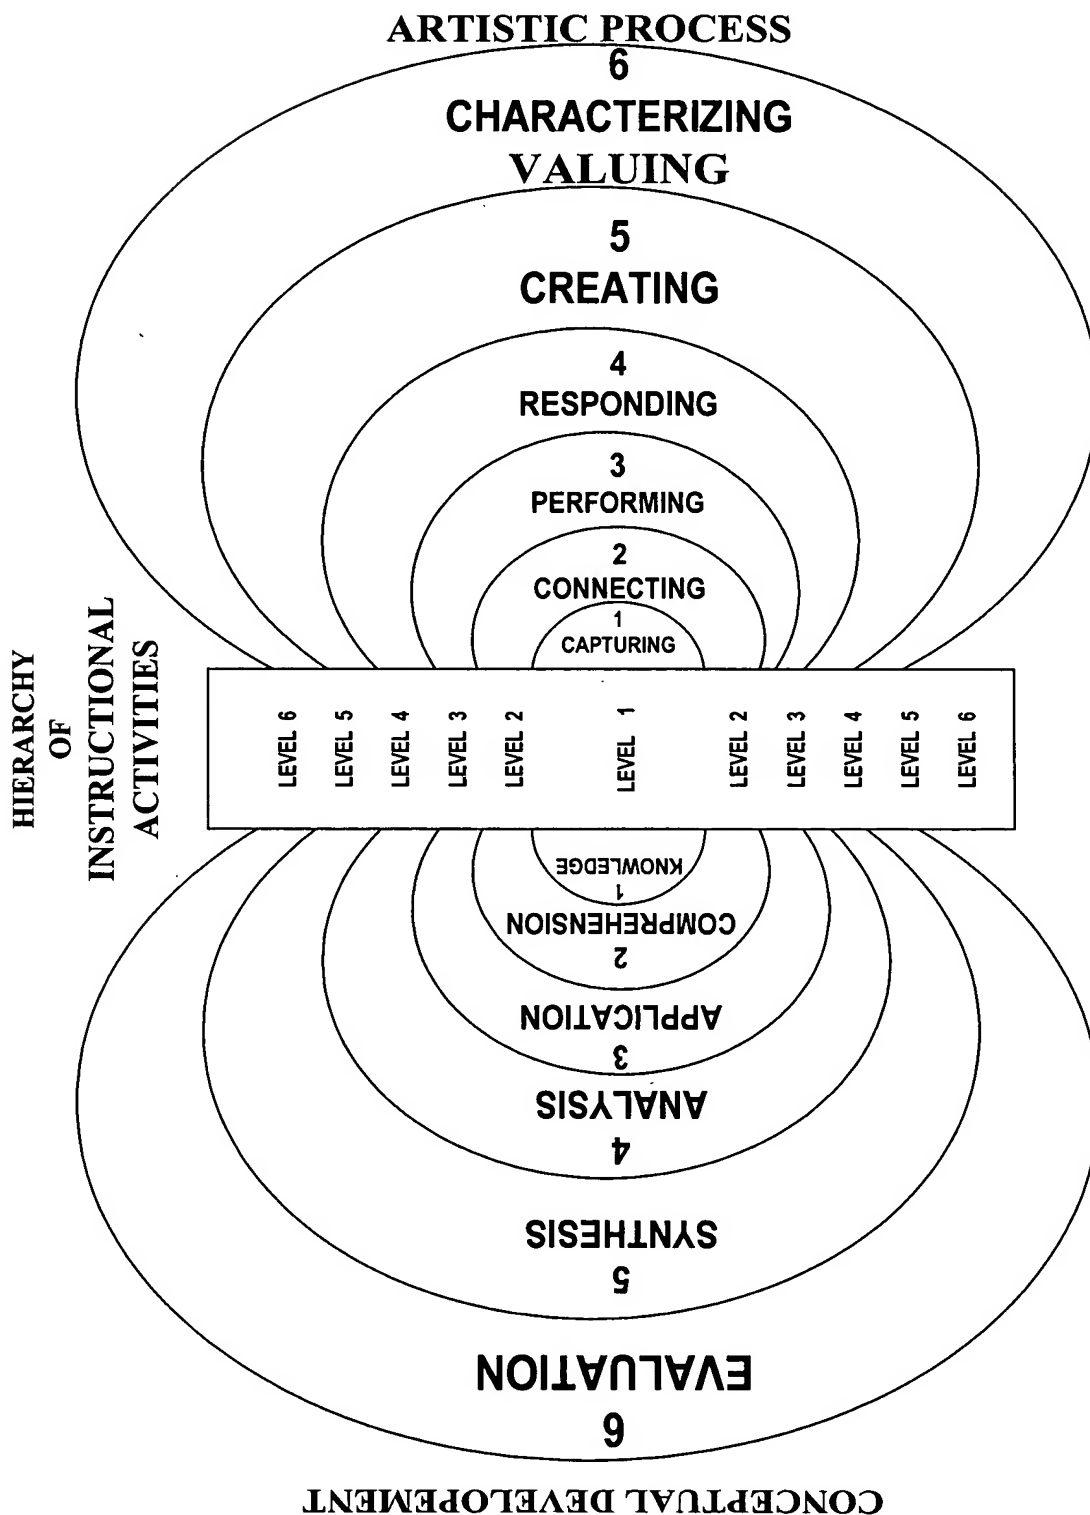 ARTISTIC PROCESS
6
CHARACTERIZING
VALUING
5
CREATING
4
RESPONDING
3
PERFORMING
2
CONNECTING
1
CAPTURING
HIERARCHY
OF
INSTRUCTIONAL
ACTIVITIES
LEVEL 6
LEVEL 5
LEVEL 4
LEVEL 3
LEVEL 2
LEVEL 1
LEVEL 2
LEVEL 3
LEVEL 4
LEVEL 5
LEVEL 6
KNOWLEDGE
1
COMPREHENSION
2
APPLICATION
3
ANALYSIS
4
SYNTHESIS
5
EVALUATION
6
CONCEPTUAL DEVELOPEMENT